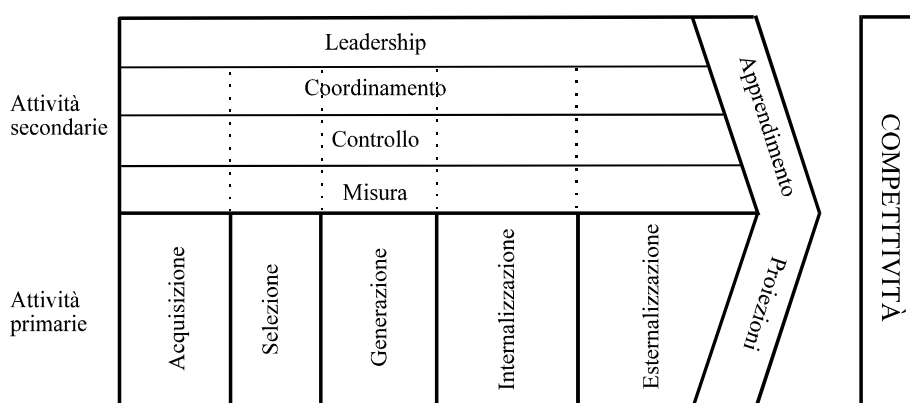 Leadership
Coordinamento
Controllo
Misura
Attività
secondarie
Attività
primarie
Acquisizione
Selezione
Generazione
Internalizzazione
Esternalizzazione
Apprendimento
Proiezioni
COMPETITIVITÀ